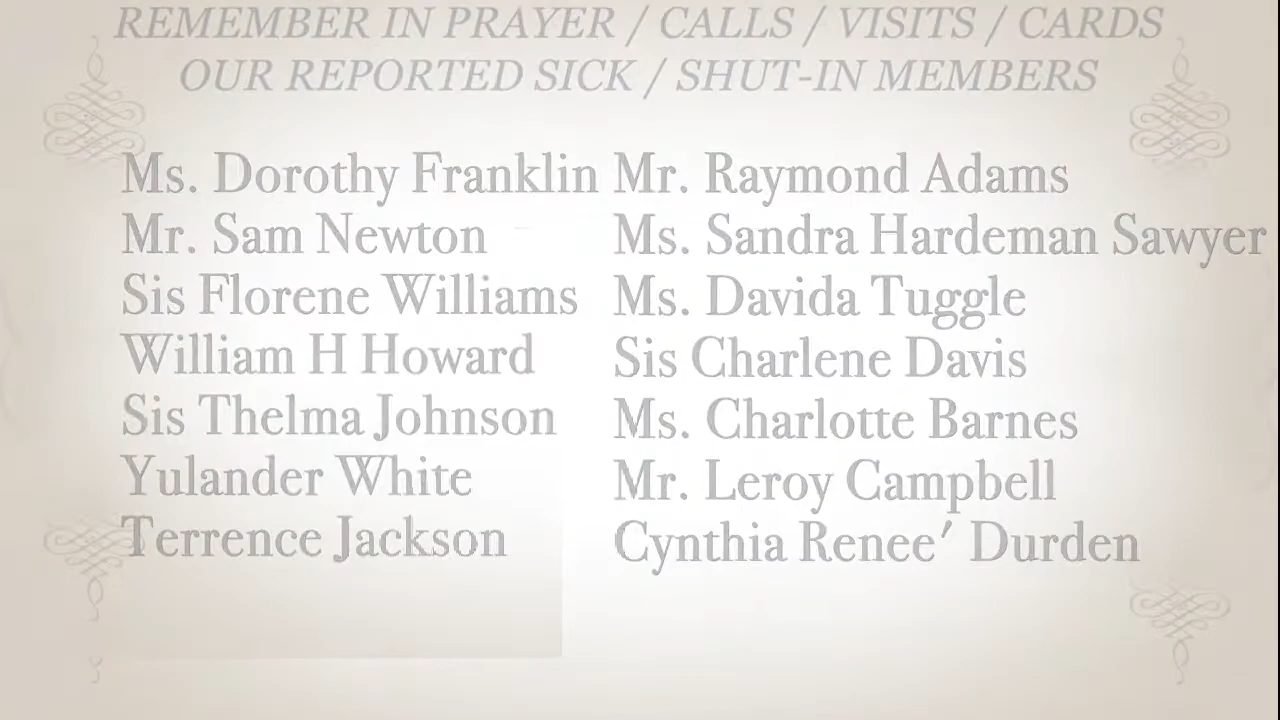 REMEMBER IN PRAYER / CALLS / VISITS / CARDS
OUR REPORTED SICK / SHUT-IN MEMBERS
Ms. Dorothy Franklin
Mr. Sam Newton
Sis Florene Williams
William H Howard
Sis Thelma Johnson
Yulander White
Terrence Jackson
Mr. Raymond Adams
Ms. Sandra Hardeman Sawyer
Ms. Davida Tuggle
Sis Charlene Davis
Ms. Charlotte Barnes
Mr. Leroy Campbell
Cynthia Renee' Durden